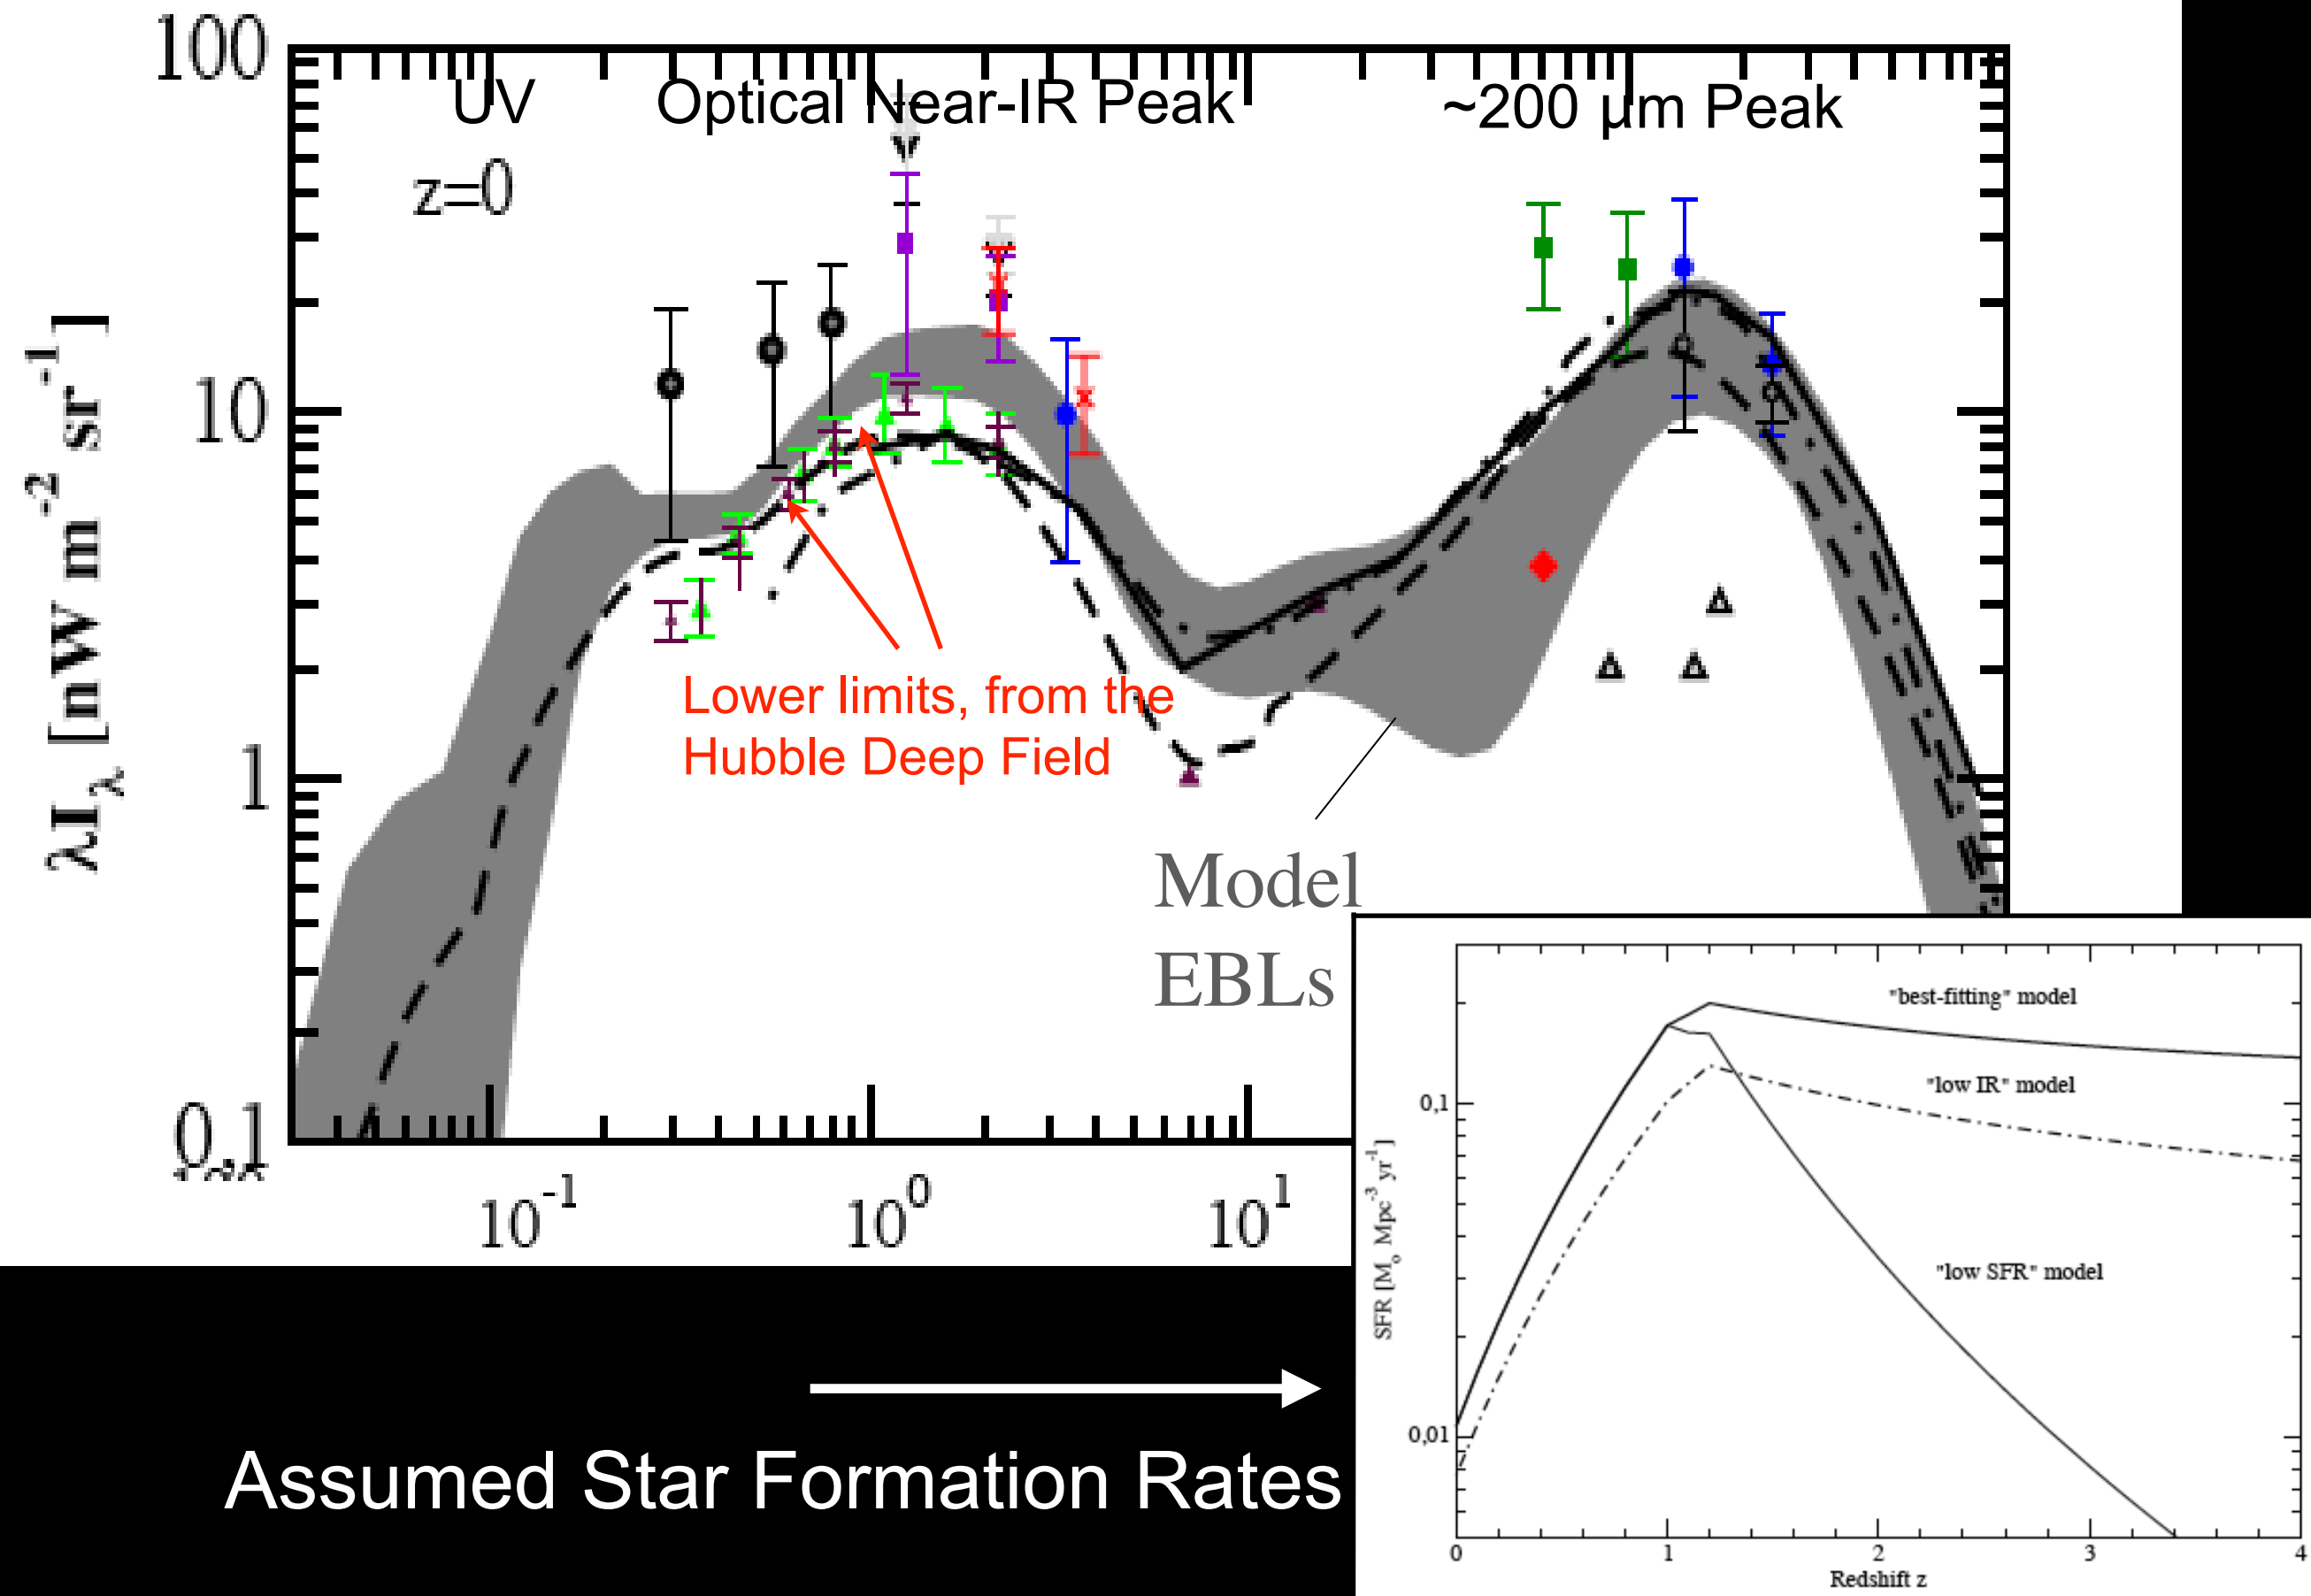 100
UV
Optical Near-IR Peak
~200 µm Peak
z=0
10
1
0.1
λI_λ [nW m^-2 sr^-1]
Lower limits, from the
Hubble Deep Field
Model
EBLs
10^-1
10^0
10^1
Assumed Star Formation Rates
"best-fitting" model
"low IR" model
"low SFR" model
0,1
0,01
SFR [M_o Mpc^-3 yr^-1]
0 1 2 3 4
Redshift z